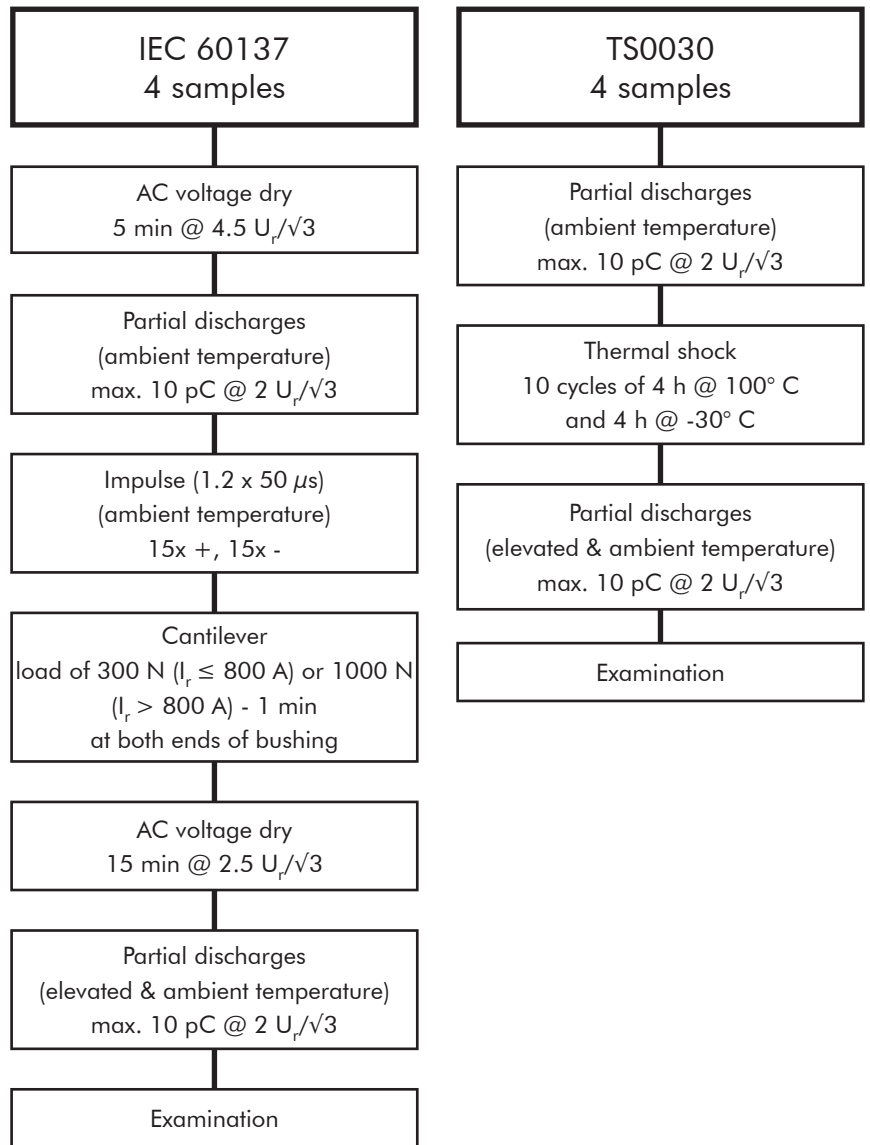 IEC 60137
4 samples
AC voltage dry
5 min @ 4.5 Uᵣ/√3
Partial discharges
(ambient temperature)
max. 10 pC @ 2 Uᵣ/√3
Impulse (1.2 x 50 µs)
(ambient temperature)
15x +, 15x -
Cantilever
load of 300 N (Iᵣ ≤ 800 A) or 1000 N
(Iᵣ > 800 A) - 1 min
at both ends of bushing
AC voltage dry
15 min @ 2.5 Uᵣ/√3
Partial discharges
(elevated & ambient temperature)
max. 10 pC @ 2 Uᵣ/√3
Examination
TS0030
4 samples
Partial discharges
(ambient temperature)
max. 10 pC @ 2 Uᵣ/√3
Thermal shock
10 cycles of 4 h @ 100° C
and 4 h @ -30° C
Partial discharges
(elevated & ambient temperature)
max. 10 pC @ 2 Uᵣ/√3
Examination